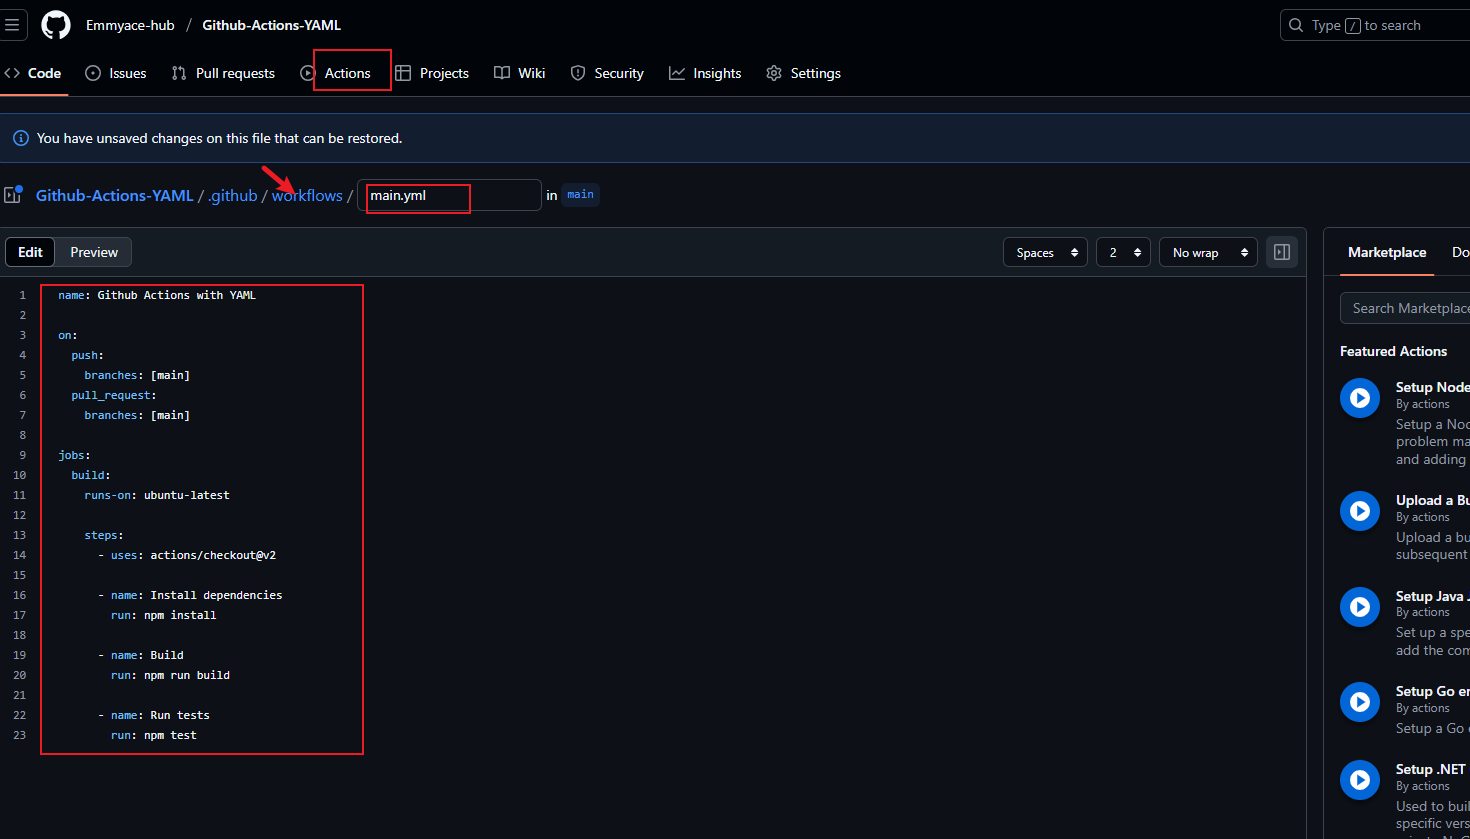 Emmyace-hub / Github-Actions-YAML
Type / to search
Code Issues Pull requests Actions Projects Wiki Security Insights Settings
You have unsaved changes on this file that can be restored.
Github-Actions-YAML / .github / workflows / main.yml in main
Edit Preview
Spaces 2 No wrap
1 name: Github Actions with YAML
2
3 on:
4 push:
5 branches: [main]
6 pull_request:
7 branches: [main]
8
9 jobs:
10 build:
11 runs-on: ubuntu-latest
12
13 steps:
14 - uses: actions/checkout@v2
15
16 - name: Install dependencies
17 run: npm install
18
19 - name: Build
20 run: npm run build
21
22 - name: Run tests
23 run: npm test
Marketplace Do
Search Marketplace
Featured Actions
Setup Node
By actions
Setup a Nod
problem ma
and adding
Upload a Bu
By actions
Upload a bu
subsequent
Setup Java J
By actions
Set up a spe
add the com
Setup Go en
By actions
Setup a Go
Setup .NET
By actions
Used to buil
specific vers